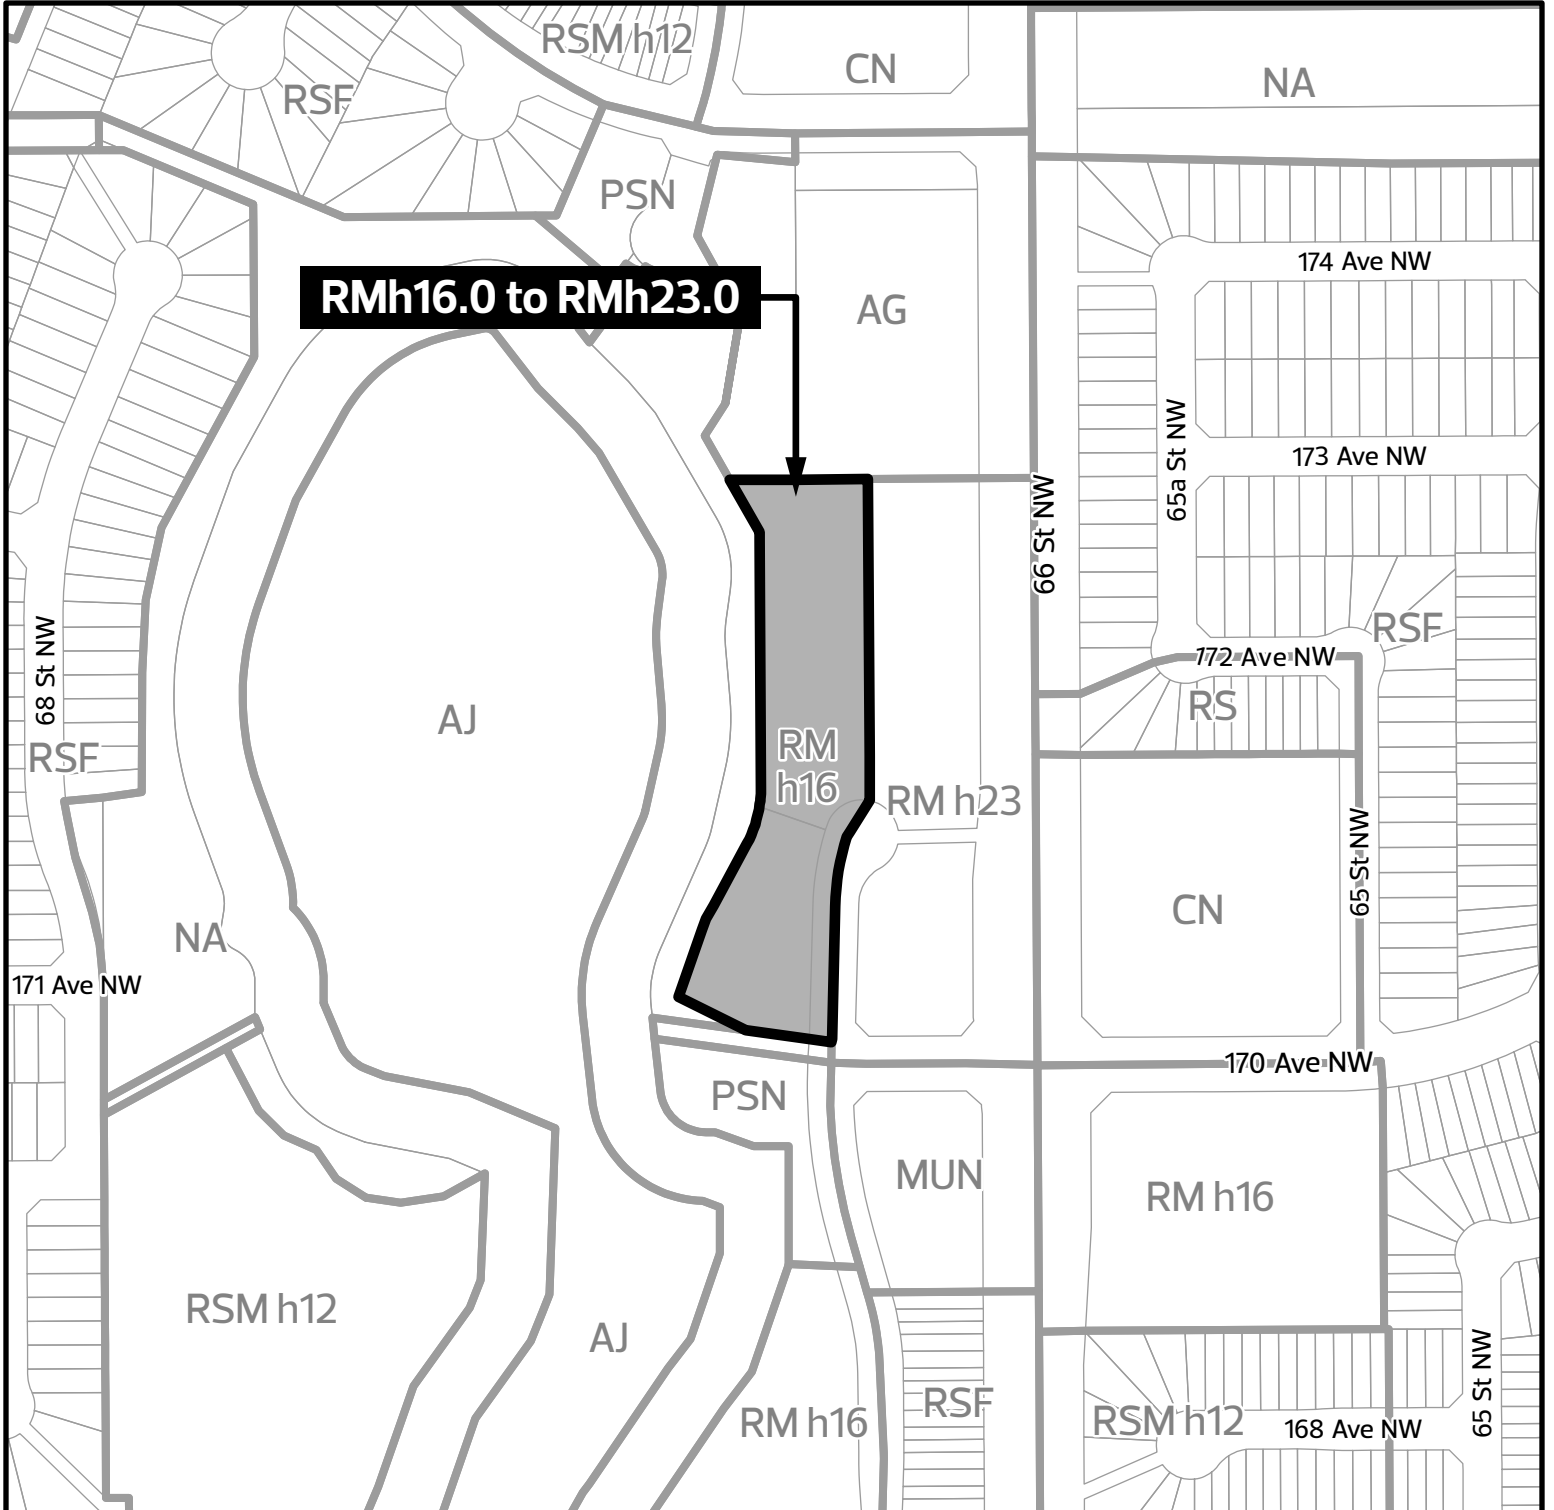 RSM h12
CN
NA
RSF
PSN
174 Ave NW
RMh16.0 to RMh23.0
AG
65a St NW
173 Ave NW
66 St NW
68 St NW
RSF
172 Ave NW
RS
AJ
RM
h16
RSF
RM h23
65 St NW
CN
NA
171 Ave NW
170 Ave NW
PSN
MUN
RM h16
RSM h12
AJ
65 St NW
RSF
RM h16
RSM h12
168 Ave NW